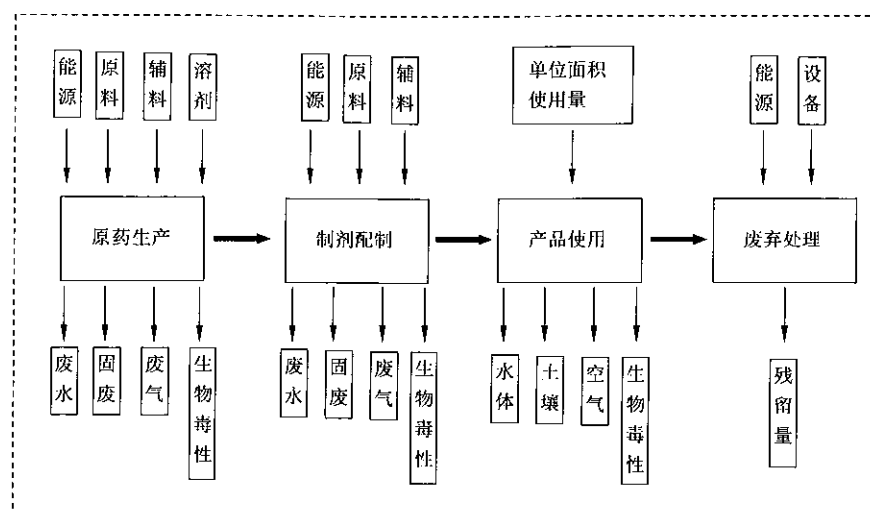 能源
原料
辅料
溶剂
能源
原料
辅料
单位面积
使用量
能源
设备
原药生产
制剂配制
产品使用
废弃处理
废水
固废
废气
生物毒性
废水
固废
废气
生物毒性
水体
土壤
空气
生物毒性
残留量